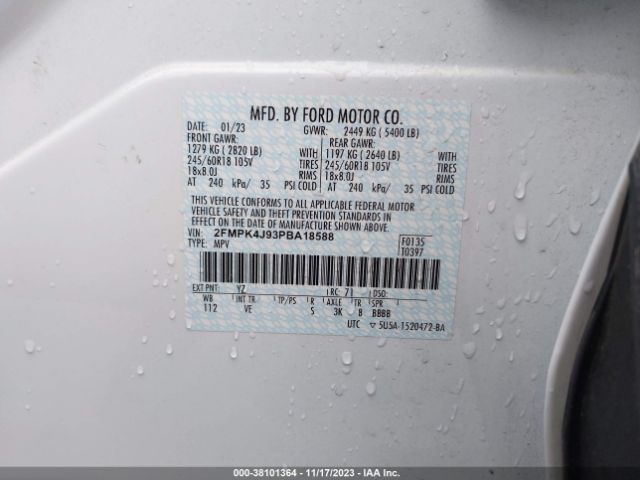 MFD. BY FORD MOTOR CO.
DATE: 01/23 GVWR: 2449 KG ( 5400 LB)
FRONT GAWR: REAR GAWR:
1279 KG ( 2820 LB) WITH 1197 KG ( 2640 LB) WITH
245/60R18 105V TIRES 245/60R18 105V TIRES
18x8.0J RIMS 18x8.0J RIMS
AT 240 kPa/ 35 PSI COLD AT 240 kPa/ 35 PSI COLD
THIS VEHICLE CONFORMS TO ALL APPLICABLE FEDERAL MOTOR
VEHICLE SAFETY AND THEFT PREVENTION STANDARDS IN
EFFECT ON THE DATE OF MANUFACTURE SHOWN ABOVE.
VIN: 2FMPK4J93PBA18588 F0135
TYPE: MPV T0397
EXT PNT: YZ RC: 71 DSO:
WB INT TR TP/PS R AXLE TR SPR
112 VE S 3K B BBBB
UTC ▽ 5U5A-1520472-BA
000-38101364 | 11/17/2023 | IAA Inc.